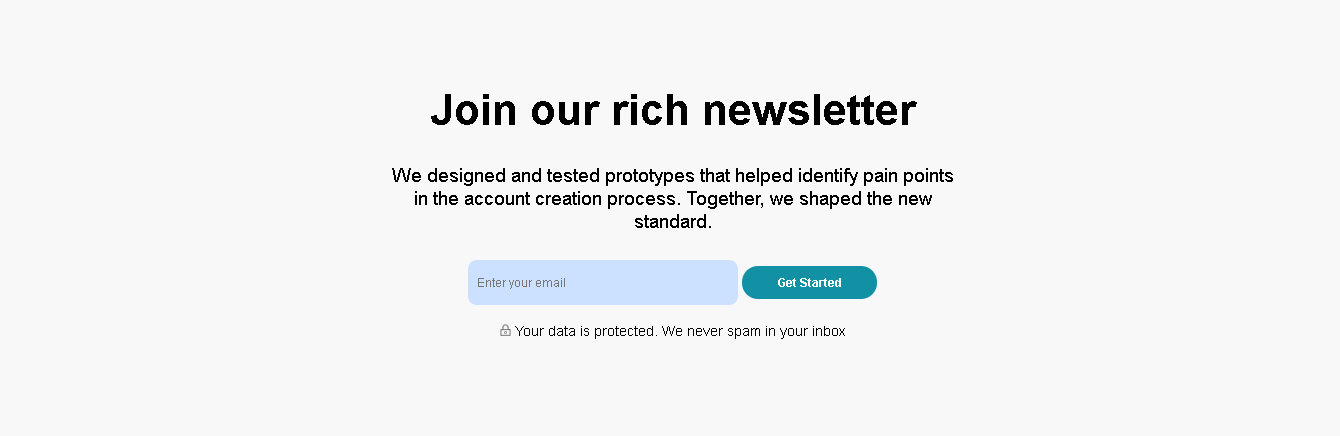 Join our rich newsletter
We designed and tested prototypes that helped identify pain points
in the account creation process. Together, we shaped the new
standard.
Enter your email
Get Started
Your data is protected. We never spam in your inbox